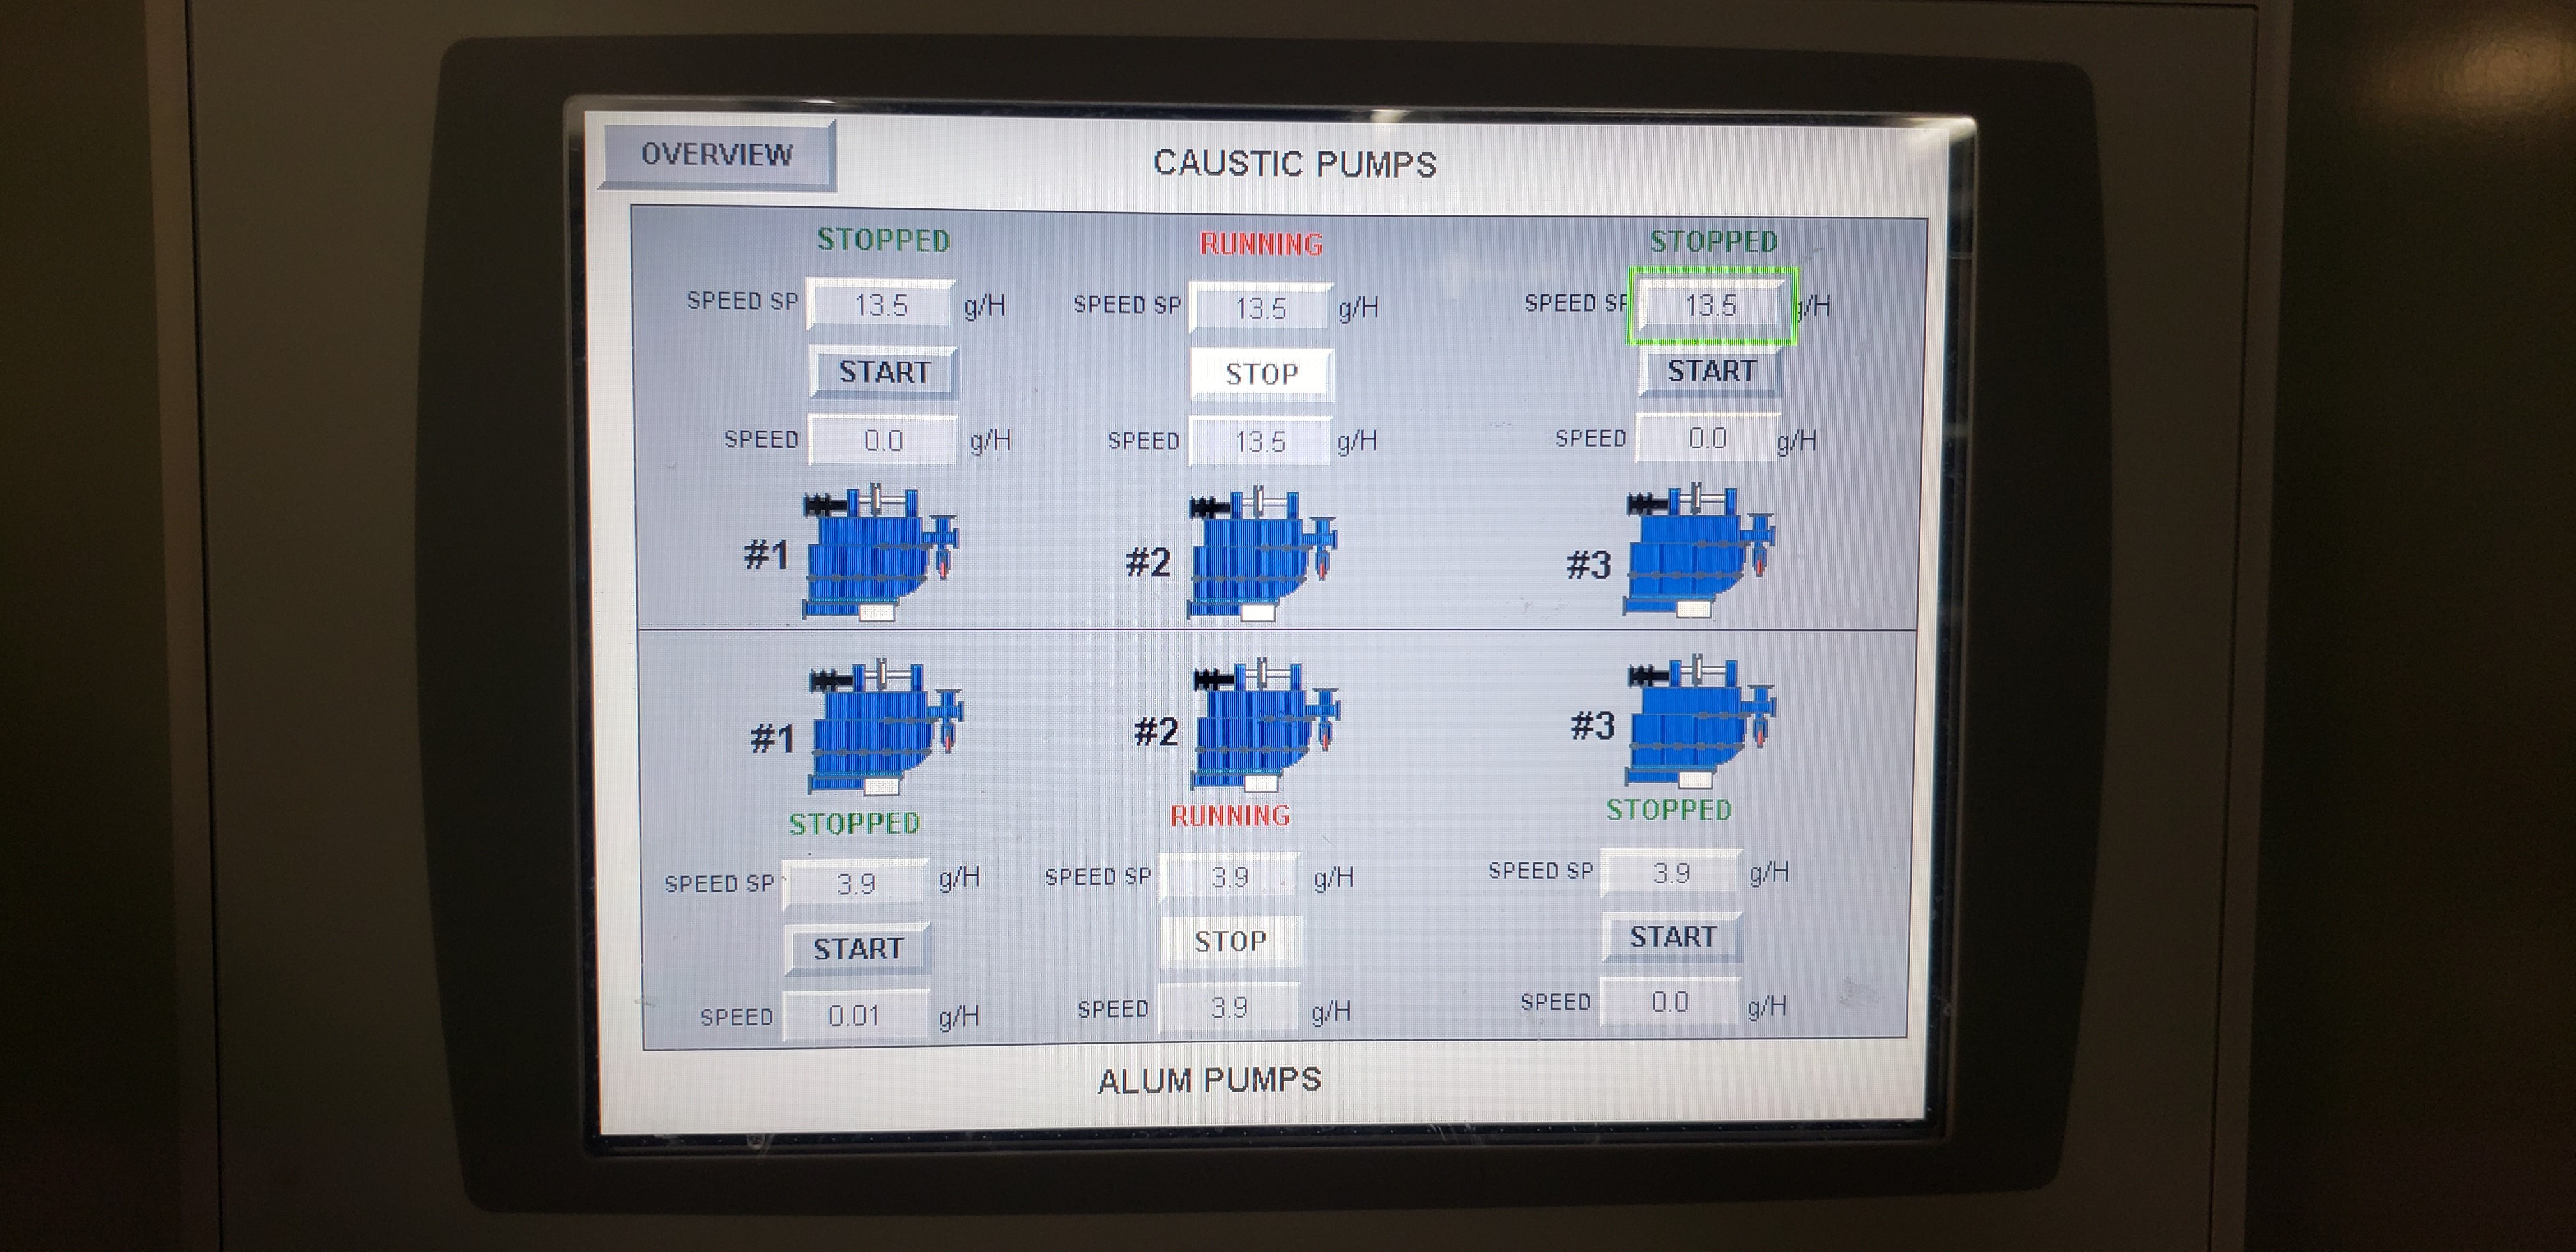 OVERVIEW
CAUSTIC PUMPS
STOPPED RUNNING STOPPED
SPEED SP 13.5 g/H SPEED SP 13.5 g/H SPEED SP 13.5 g/H
START STOP START
SPEED 0.0 g/H SPEED 13.5 g/H SPEED 0.0 g/H
#1 #2 #3
#1 #2 #3
STOPPED RUNNING STOPPED
SPEED SP 3.9 g/H SPEED SP 3.9 g/H SPEED SP 3.9 g/H
START STOP START
SPEED 0.01 g/H SPEED 3.9 g/H SPEED 0.0 g/H
ALUM PUMPS